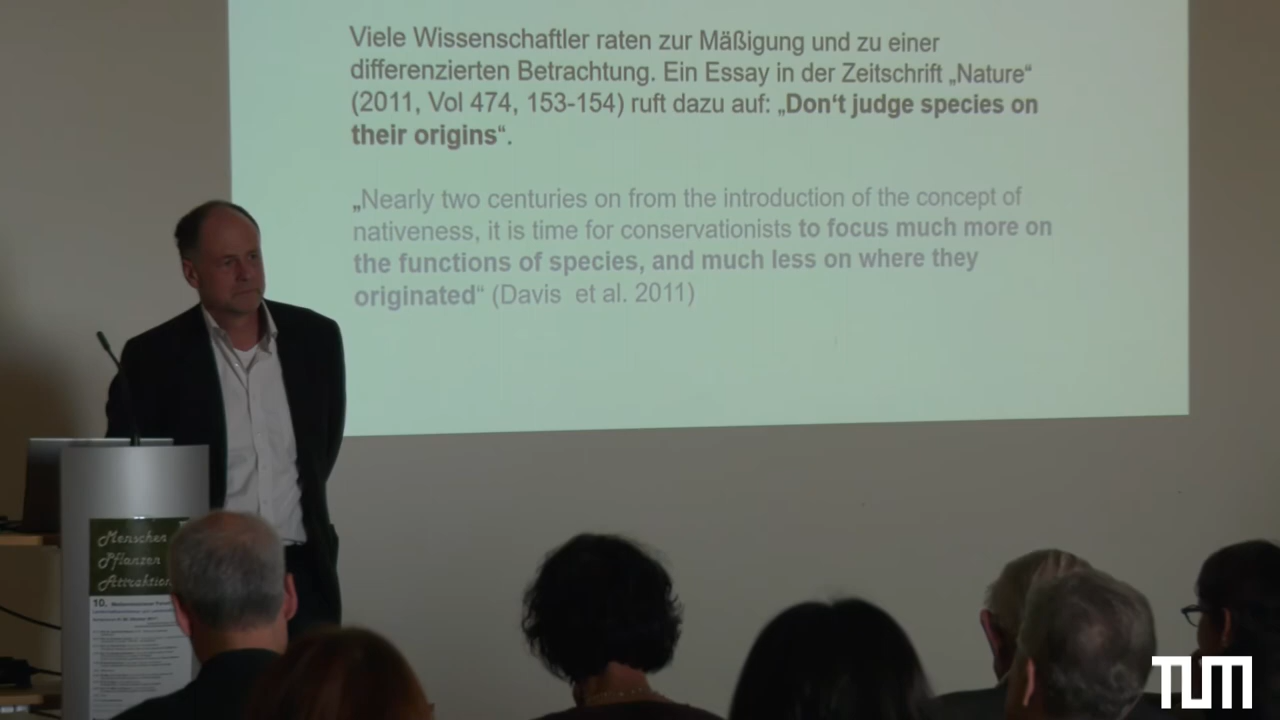 Viele Wissenschaftler raten zur Mäßigung und zu einer
differenzierten Betrachtung. Ein Essay in der Zeitschrift „Nature“
(2011, Vol 474, 153-154) ruft dazu auf: „Don‘t judge species on
their origins“.
„Nearly two centuries on from the introduction of the concept of
nativeness, it is time for conservationists to focus much more on
the functions of species, and much less on where they
originated“ (Davis et al. 2011)
Menschen
Pflanzen
Attraktion
10.
TUM